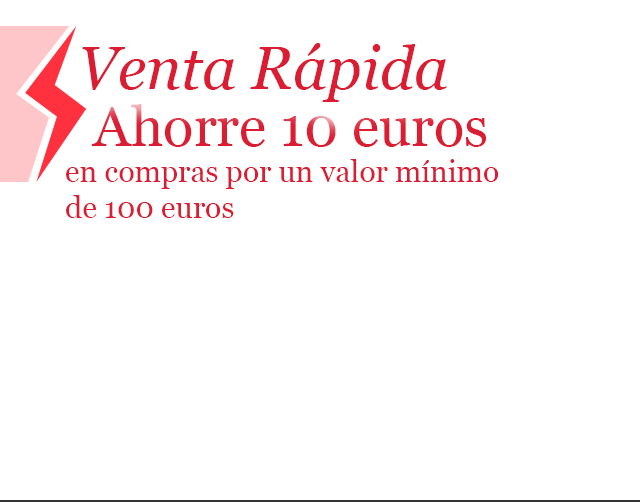 Venta Rápida
Ahorre 10 euros
en compras por un valor mínimo
de 100 euros